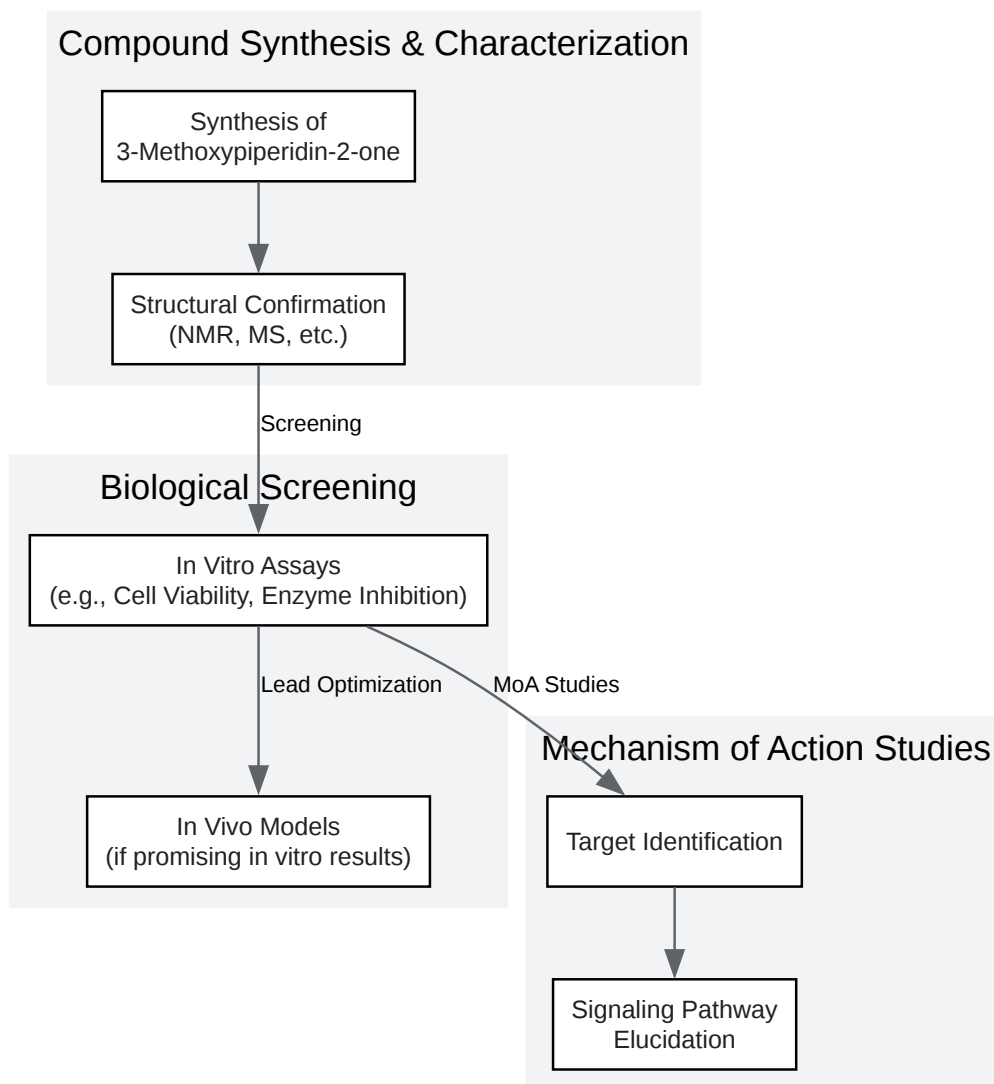 Compound Synthesis & Characterization
Synthesis of
3-Methoxypiperidin-2-one
Structural Confirmation
(NMR, MS, etc.)
Screening
Biological Screening
In Vitro Assays
(e.g., Cell Viability, Enzyme Inhibition)
Lead Optimization
MoA Studies
Mechanism of Action Studies
In Vivo Models
(if promising in vitro results)
Target Identification
Signaling Pathway
Elucidation